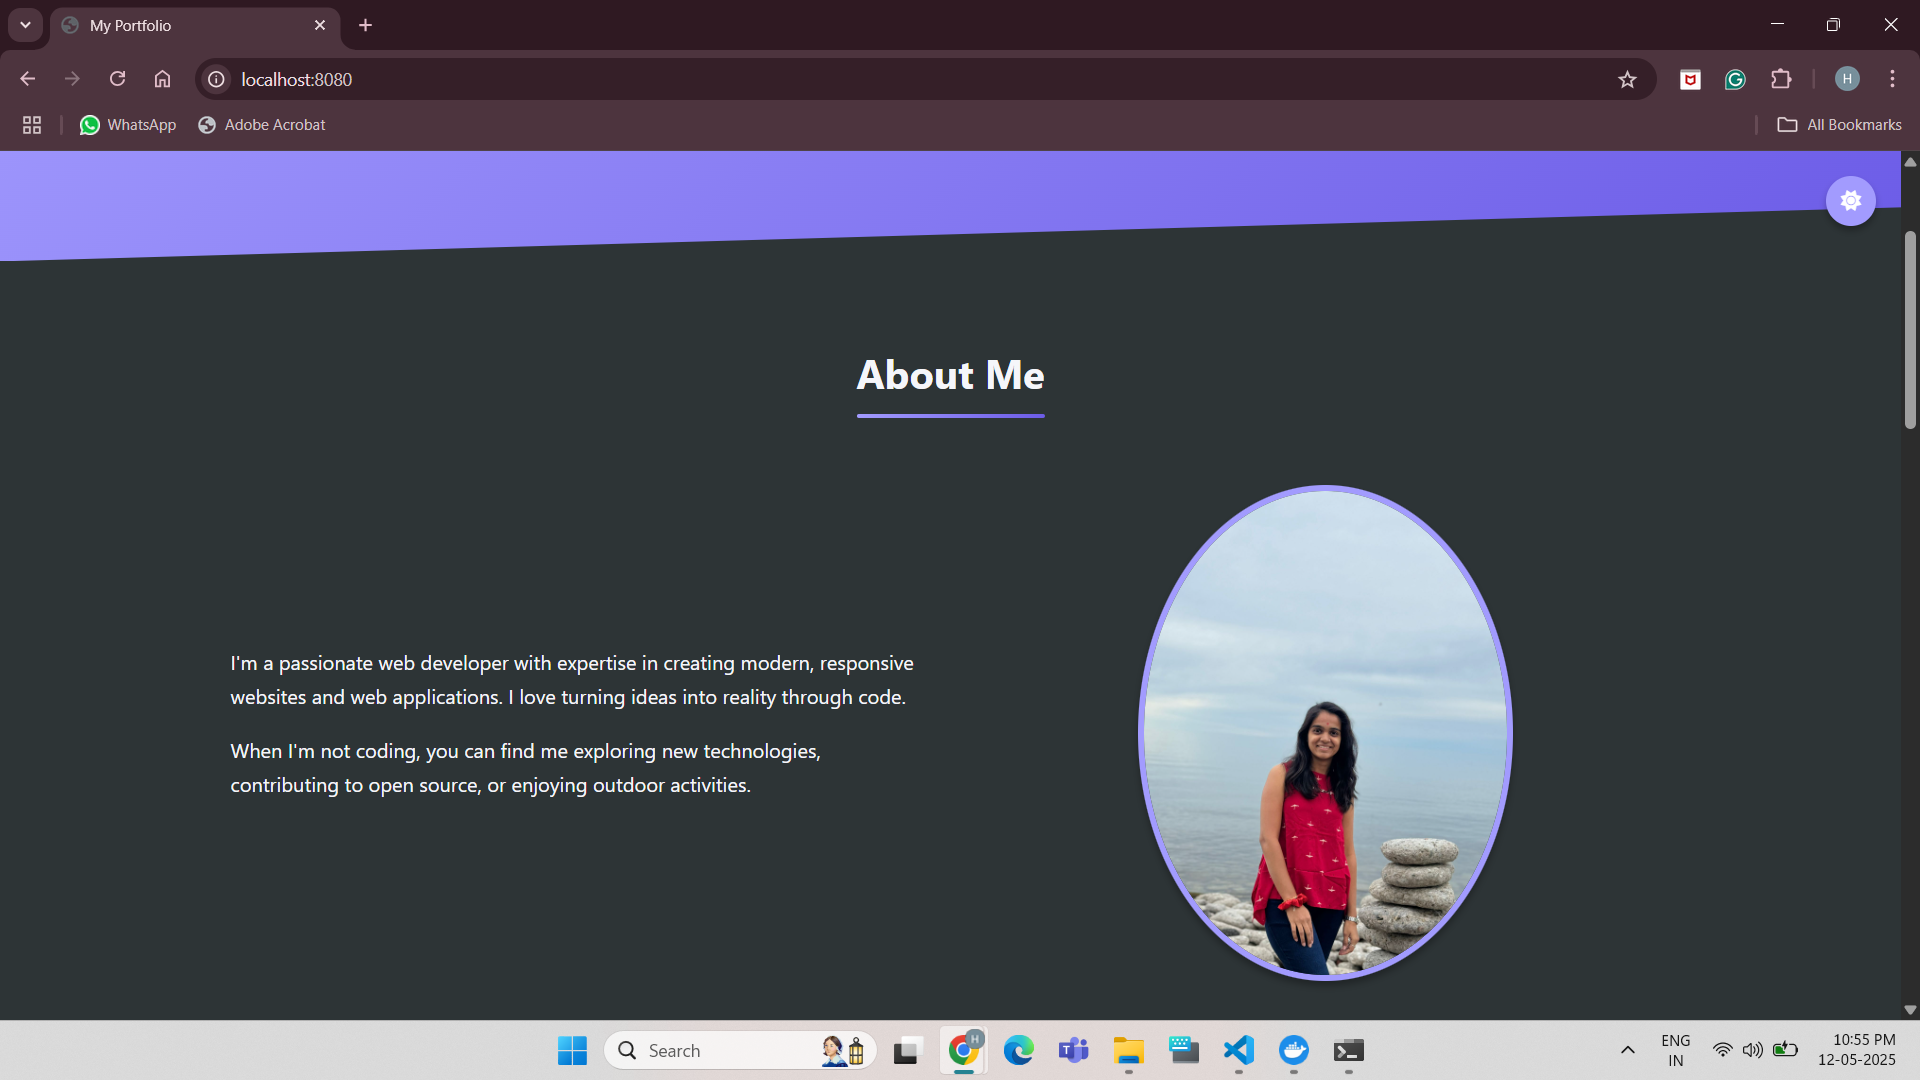 My Portfolio
localhost:8080
H
WhatsApp
Adobe Acrobat
All Bookmarks
About Me
I'm a passionate web developer with expertise in creating modern, responsive
websites and web applications. I love turning ideas into reality through code.
When I'm not coding, you can find me exploring new technologies,
contributing to open source, or enjoying outdoor activities.
Search
H
T
ENG
IN
10:55 PM
12-05-2025